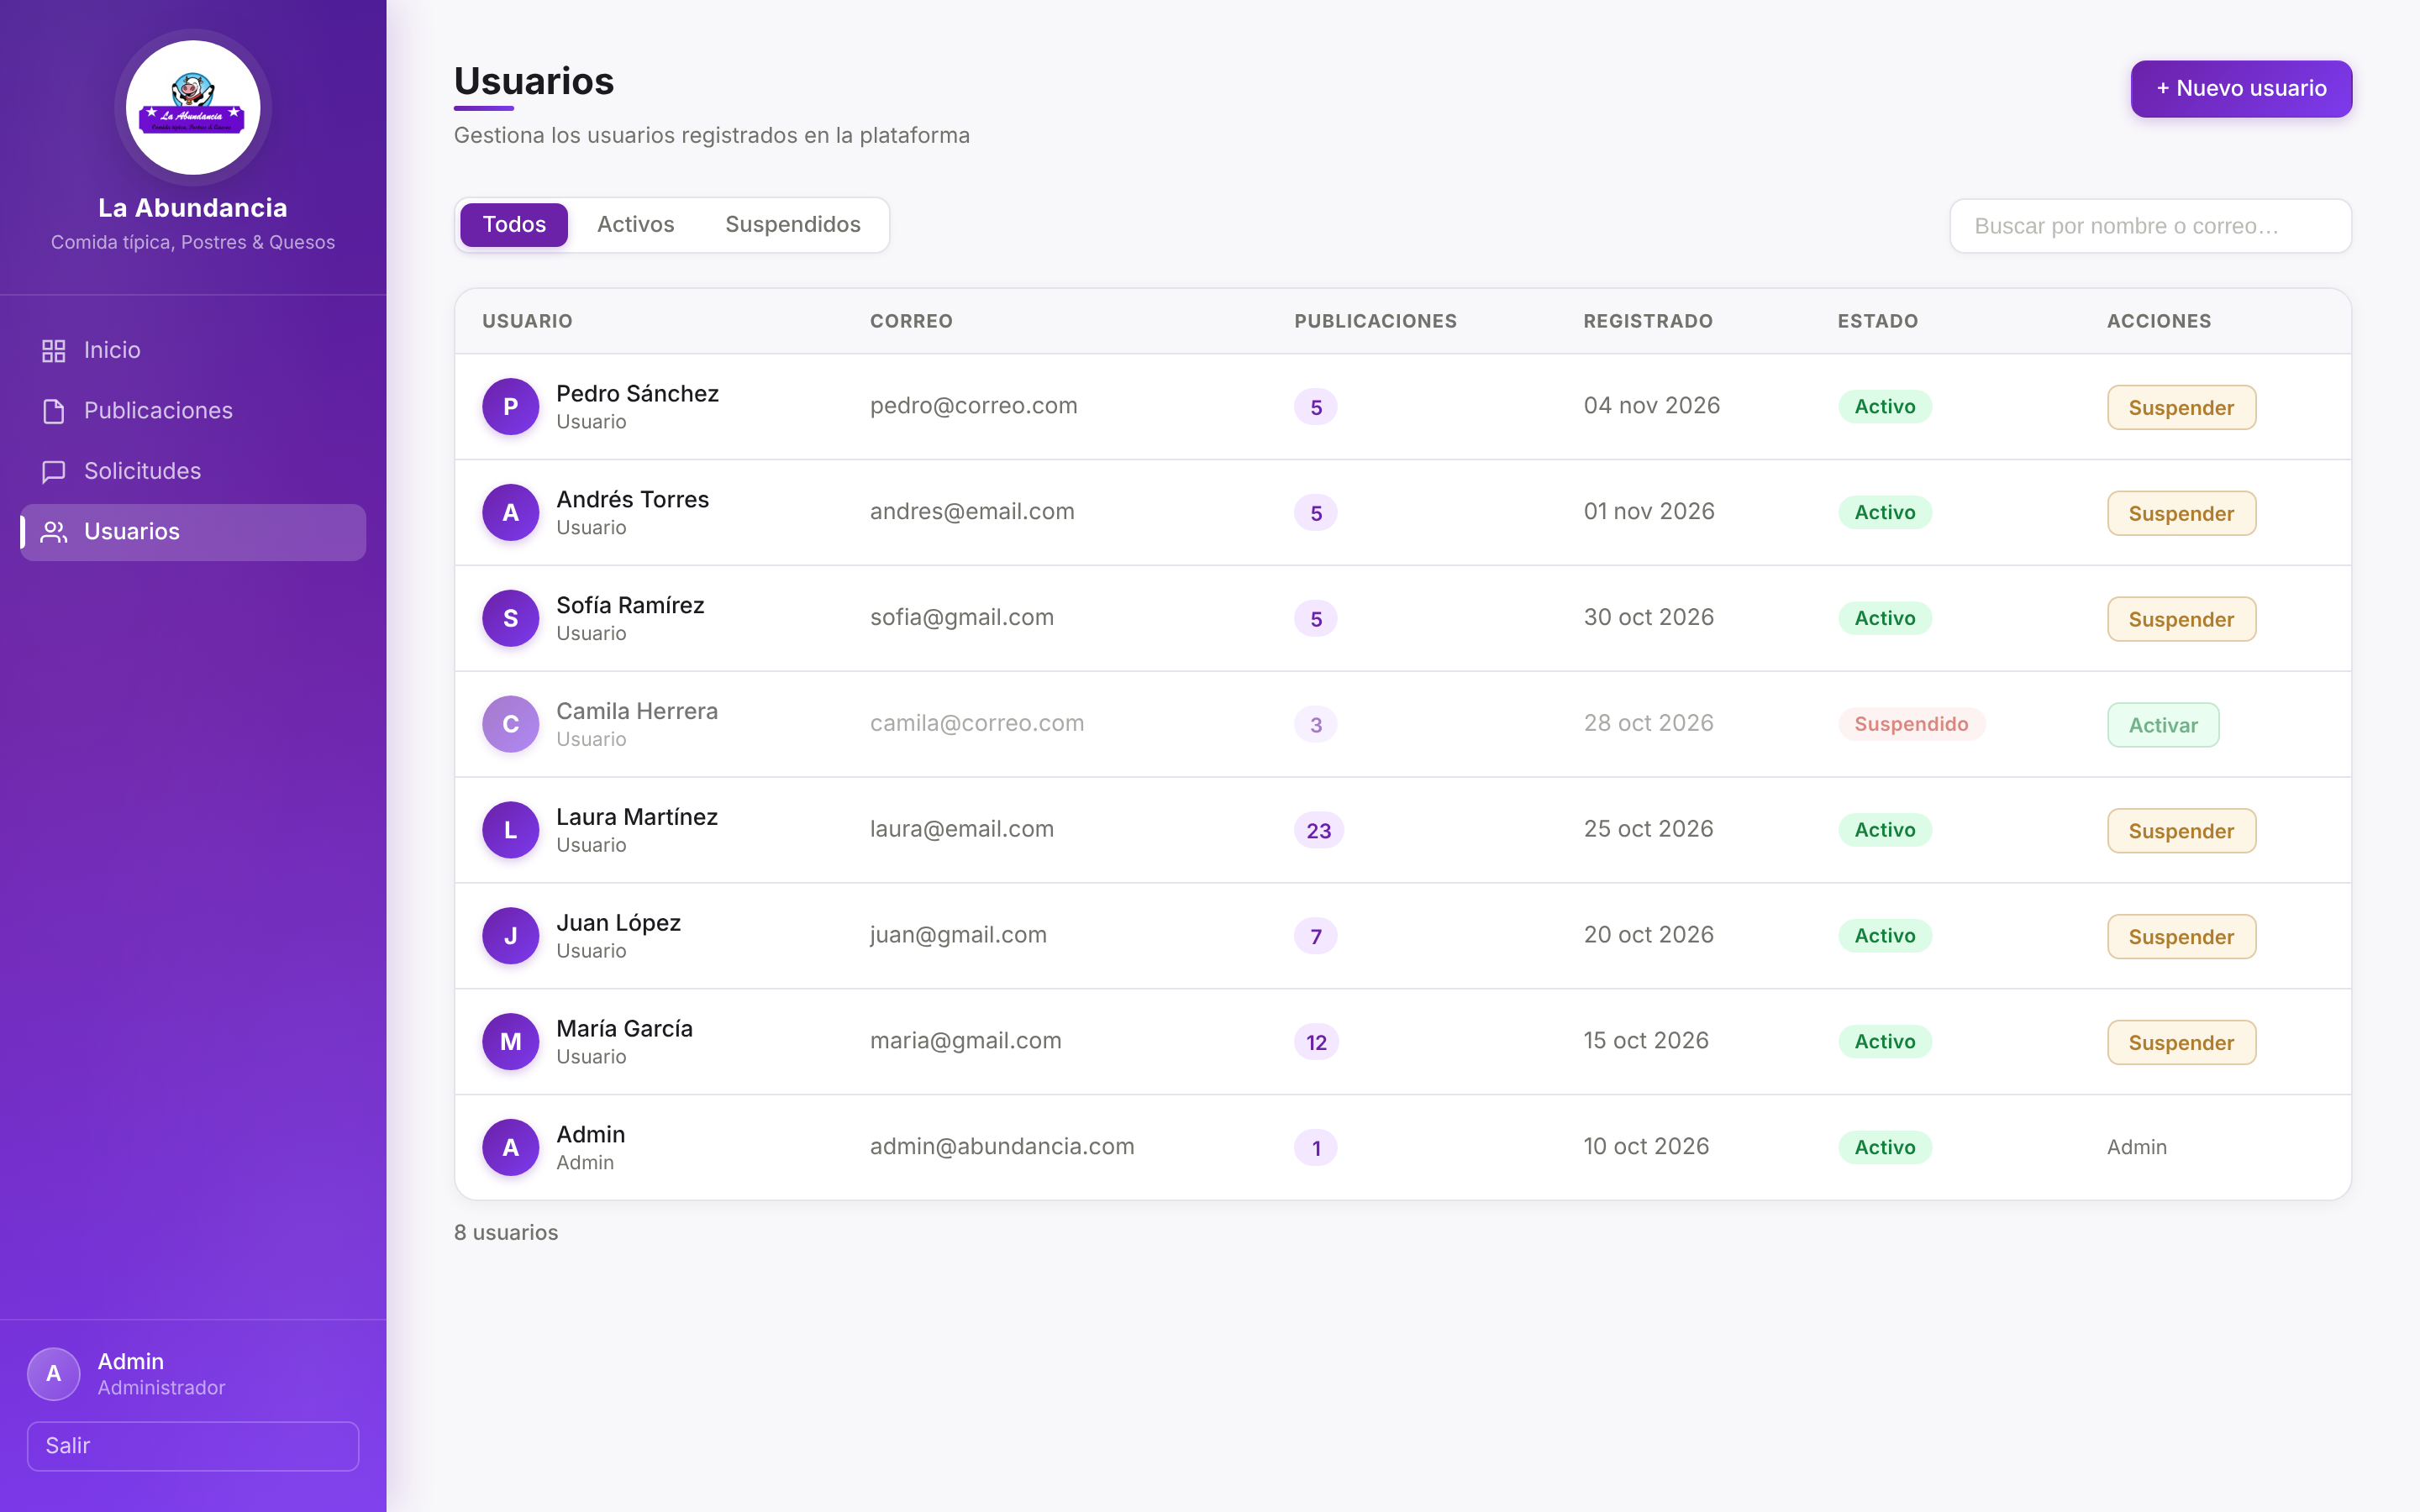 La Abundancia
La Abundancia
Comida típica, Postres & Quesos
Inicio
Publicaciones
Solicitudes
Usuarios
A
Admin
Administrador
Salir
Usuarios
Gestiona los usuarios registrados en la plataforma
+ Nuevo usuario
Todos Activos Suspendidos
Buscar por nombre o correo...
USUARIO CORREO PUBLICACIONES REGISTRADO ESTADO ACCIONES
P Pedro Sánchez pedro@correo.com 5 04 nov 2026 Activo Suspender
Usuario
A Andrés Torres andres@email.com 5 01 nov 2026 Activo Suspender
Usuario
S Sofía Ramírez sofia@gmail.com 5 30 oct 2026 Activo Suspender
Usuario
C Camila Herrera camila@correo.com 3 28 oct 2026 Suspendido Activar
Usuario
L Laura Martínez laura@email.com 23 25 oct 2026 Activo Suspender
Usuario
J Juan López juan@gmail.com 7 20 oct 2026 Activo Suspender
Usuario
M María García maria@gmail.com 12 15 oct 2026 Activo Suspender
Usuario
A Admin admin@abundancia.com 1 10 oct 2026 Activo Admin
Admin
8 usuarios